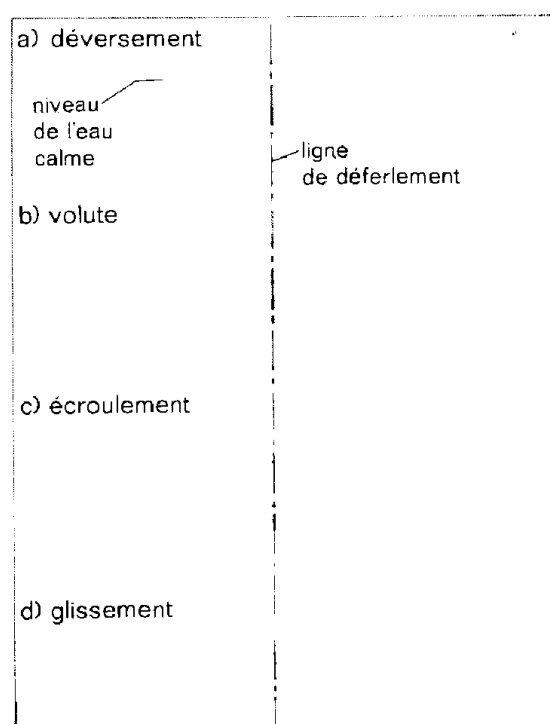 a) déversement
niveau
de l'eau
calme
ligne
de déferlement
b) volute
c) écroulement
d) glissement